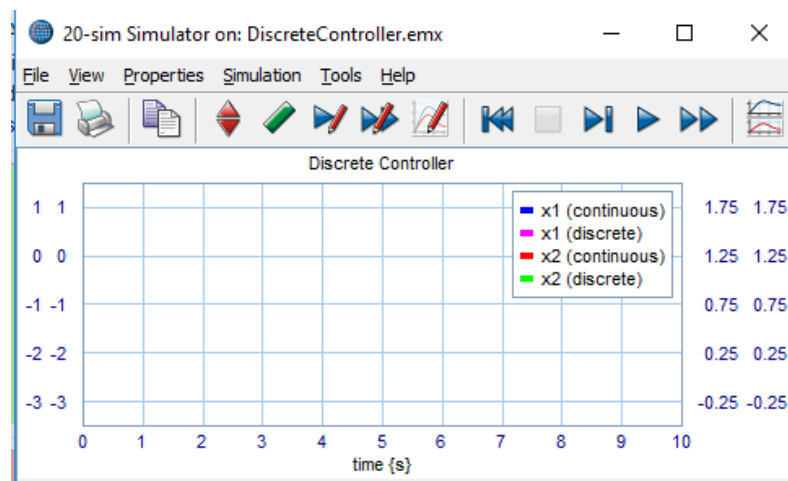 20-sim Simulator on: DiscreteController.emx
File View Properties Simulation Tools Help
Discrete Controller
1 1 1.75 1.75
x1 (continuous)
x1 (discrete)
0 0 1.25 1.25
x2 (continuous)
x2 (discrete)
-1 -1 0.75 0.75
-2 -2 0.25 0.25
-3 -3 -0.25 -0.25
0 1 2 3 4 5 6 7 8 9 10
time {s}